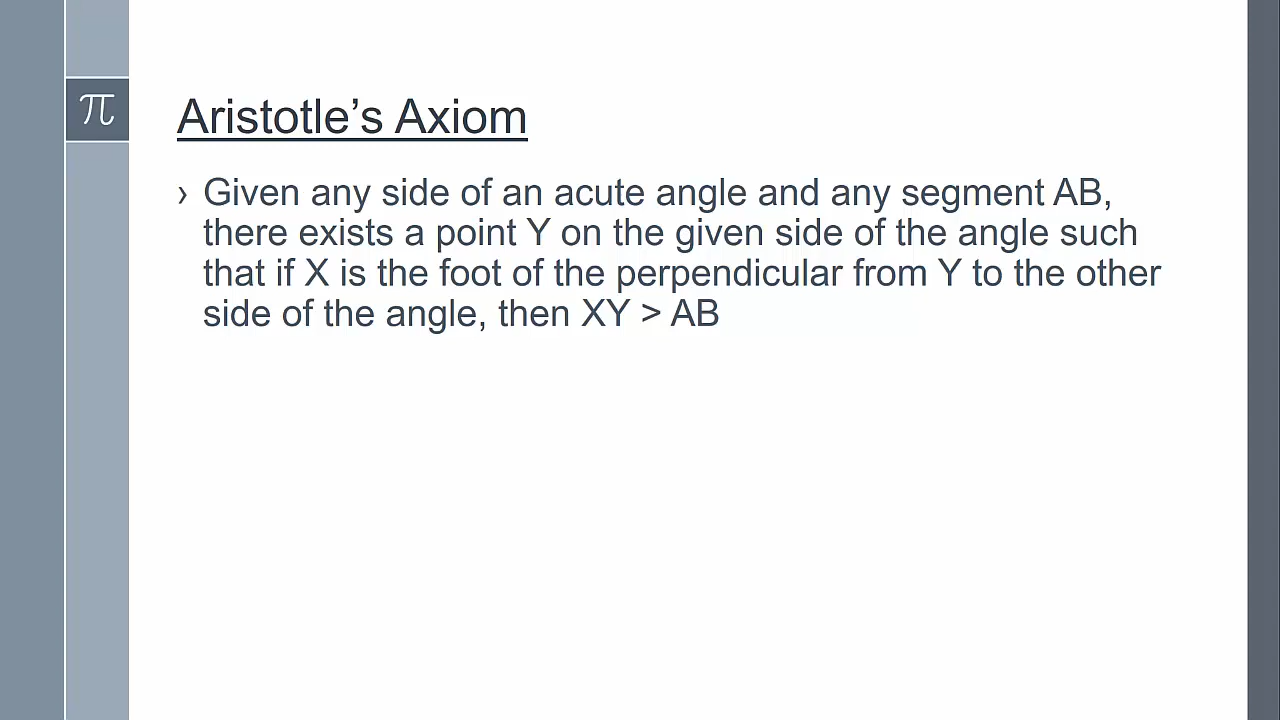 π
Aristotle’s Axiom
› Given any side of an acute angle and any segment AB,
there exists a point Y on the given side of the angle such
that if X is the foot of the perpendicular from Y to the other
side of the angle, then XY > AB